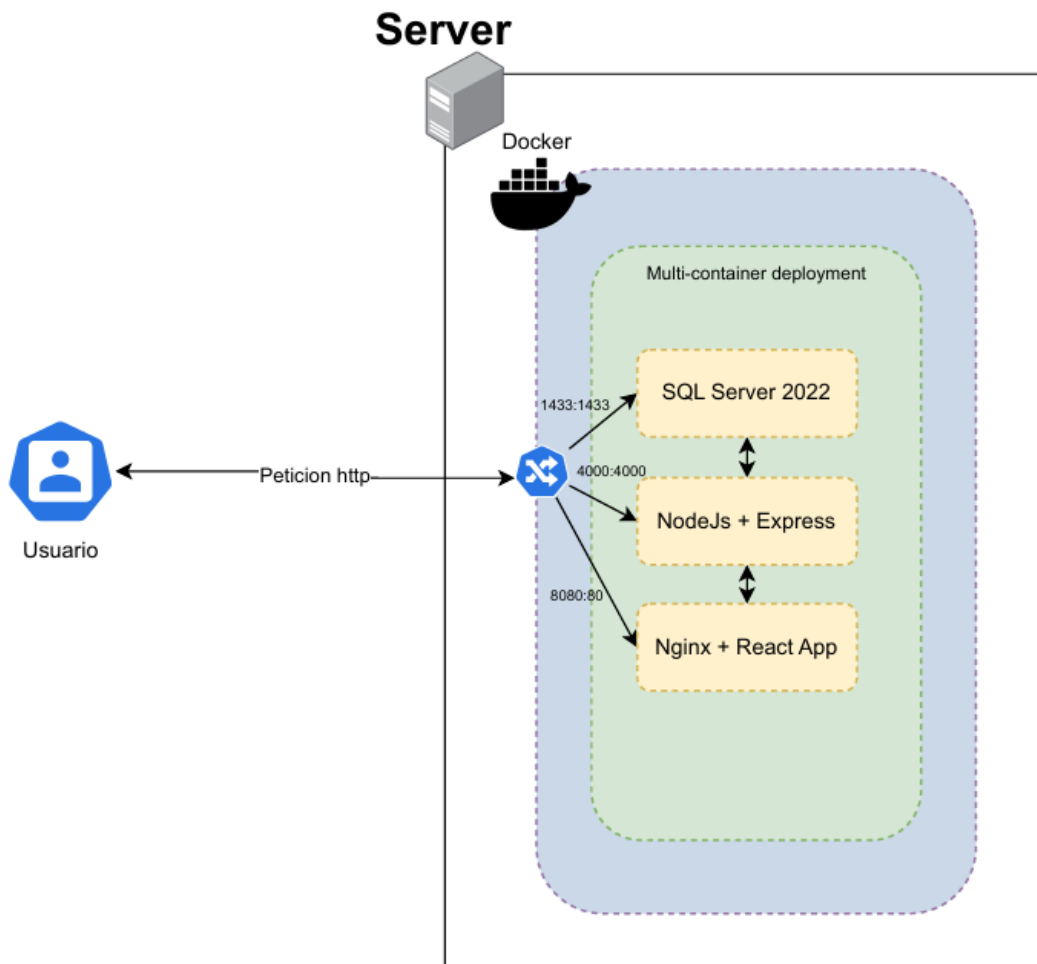 Server
Docker
Multi-container deployment
SQL Server 2022
1433:1433
4000:4000
Peticion http
NodeJs + Express
Usuario
8080:80
Nginx + React App